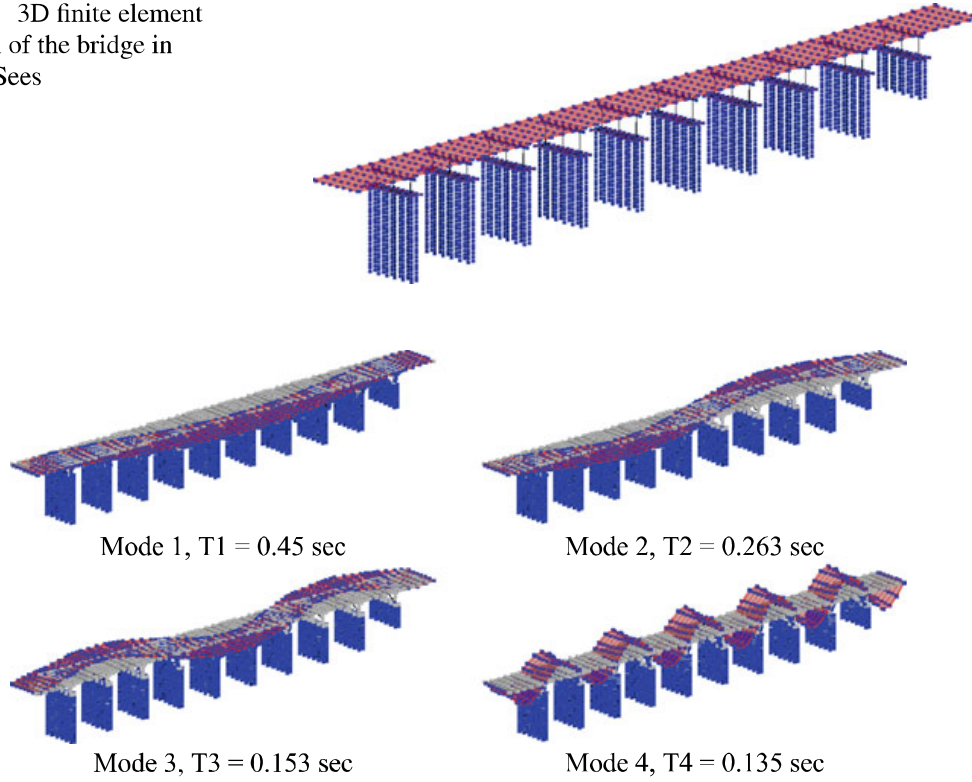 3D finite element
of the bridge in
Sees
Mode 1, T1 = 0.45 sec
Mode 2, T2 = 0.263 sec
Mode 3, T3 = 0.153 sec
Mode 4, T4 = 0.135 sec